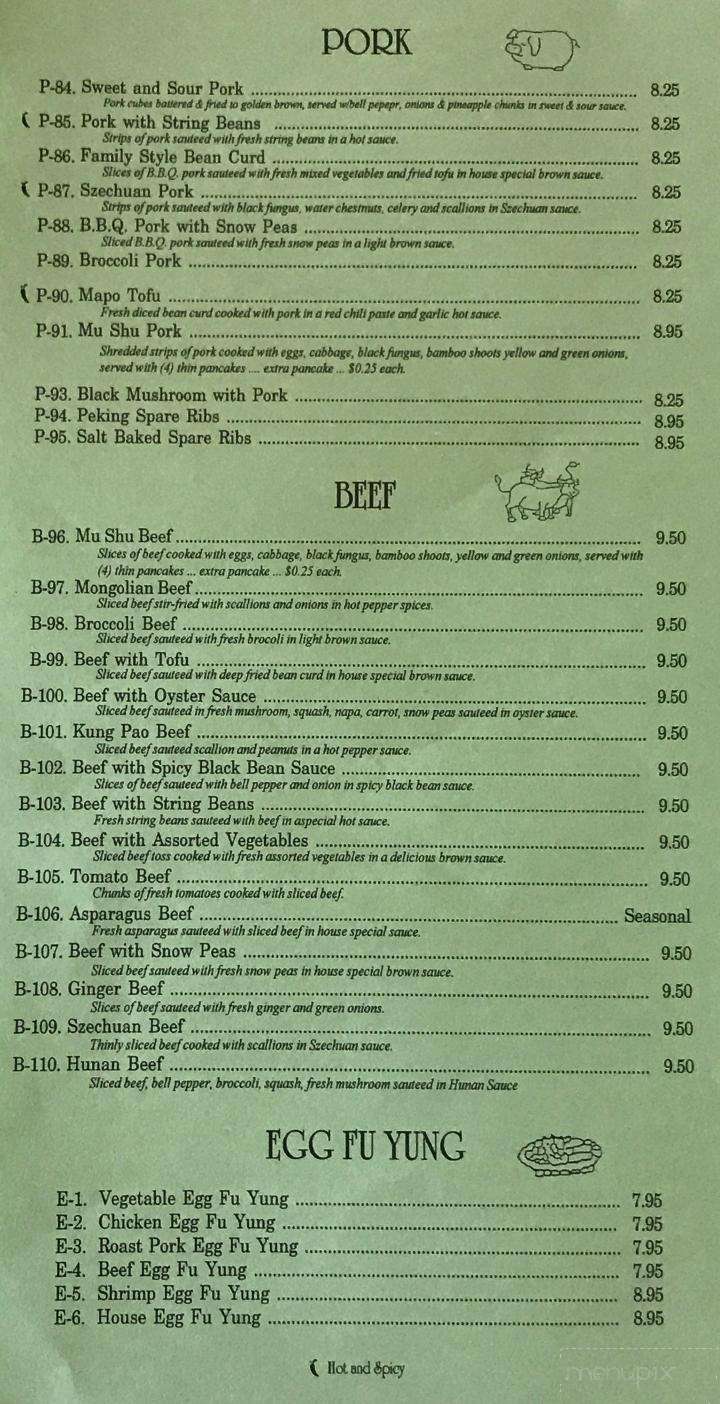 PORK
P-84. Sweet and Sour Pork ........ 8.25
Pork cubes battered & fried to golden brown, served w/bell pepepr, onions & pineapple chunks in sweet & sour sauce.
P-85. Pork with String Beans ........ 8.25
Strips of pork sauteed with fresh string beans in a hot sauce.
P-86. Family Style Bean Curd ........ 8.25
Slices of B.B.Q. pork sauteed with fresh mixed vegetables and fried tofu in house special brown sauce.
P-87. Szechuan Pork ........ 8.25
Strips of pork sauteed with black fungus, water chestnuts, celery and scallions in Szechuan sauce.
P-88. B.B.Q. Pork with Snow Peas ........ 8.25
Sliced B.B.Q. pork sauteed with fresh snow peas in a light brown sauce.
P-89. Broccoli Pork ........ 8.25
P-90. Mapo Tofu ........ 8.25
Fresh diced bean curd cooked with pork in a red chili paste and garlic hot sauce.
P-91. Mu Shu Pork ........ 8.95
Shredded strips of pork cooked with eggs, cabbage, black fungus, bamboo shoots yellow and green onions,
served with (4) thin pancakes .... extra pancake ... $0.25 each.
P-93. Black Mushroom with Pork ........ 8.25
P-94. Peking Spare Ribs ........ 8.95
P-95. Salt Baked Spare Ribs ........ 8.95
BEEF
B-96. Mu Shu Beef ........ 9.50
Slices of beef cooked with eggs, cabbage, black fungus, bamboo shoots, yellow and green onions, served with
(4) thin pancakes ... extra pancake ... $0.25 each.
B-97. Mongolian Beef ........ 9.50
Sliced beef stir-fried with scallions and onions in hot pepper spices.
B-98. Broccoli Beef ........ 9.50
Sliced beef sauteed with fresh brocoli in light brown sauce.
B-99. Beef with Tofu ........ 9.50
Sliced beef sauteed with deep fried bean curd in house special brown sauce.
B-100. Beef with Oyster Sauce ........ 9.50
Sliced beef sauteed in fresh mushroom, squash, napa, carrot, snow peas sauteed in oyster sauce.
B-101. Kung Pao Beef ........ 9.50
Sliced beef sauteed scallion and peanuts in a hot pepper sauce.
B-102. Beef with Spicy Black Bean Sauce ........ 9.50
Slices of beef sauteed with bell pepper and onion in spicy black bean sauce.
B-103. Beef with String Beans ........ 9.50
Fresh string beans sauteed with beef in aspecial hot sauce.
B-104. Beef with Assorted Vegetables ........ 9.50
Sliced beef toss cooked with fresh assorted vegetables in a delicious brown sauce.
B-105. Tomato Beef ........ 9.50
Chunks of fresh tomatoes cooked with sliced beef.
B-106. Asparagus Beef ........ Seasonal
Fresh asparagus sauteed with sliced beef in house special sauce.
B-107. Beef with Snow Peas ........ 9.50
Sliced beef sauteed with fresh snow peas in house special brown sauce.
B-108. Ginger Beef ........ 9.50
Slices of beef sauteed with fresh ginger and green onions.
B-109. Szechuan Beef ........ 9.50
Thinly sliced beef cooked with scallions in Szechuan sauce.
B-110. Hunan Beef ........ 9.50
Sliced beef, bell pepper, broccoli, squash, fresh mushroom sauteed in Hunan Sauce
EGG FU YUNG
E-1. Vegetable Egg Fu Yung ........ 7.95
E-2. Chicken Egg Fu Yung ........ 7.95
E-3. Roast Pork Egg Fu Yung ........ 7.95
E-4. Beef Egg Fu Yung ........ 7.95
E-5. Shrimp Egg Fu Yung ........ 8.95
E-6. House Egg Fu Yung ........ 8.95
Hot and Spicy
menupix